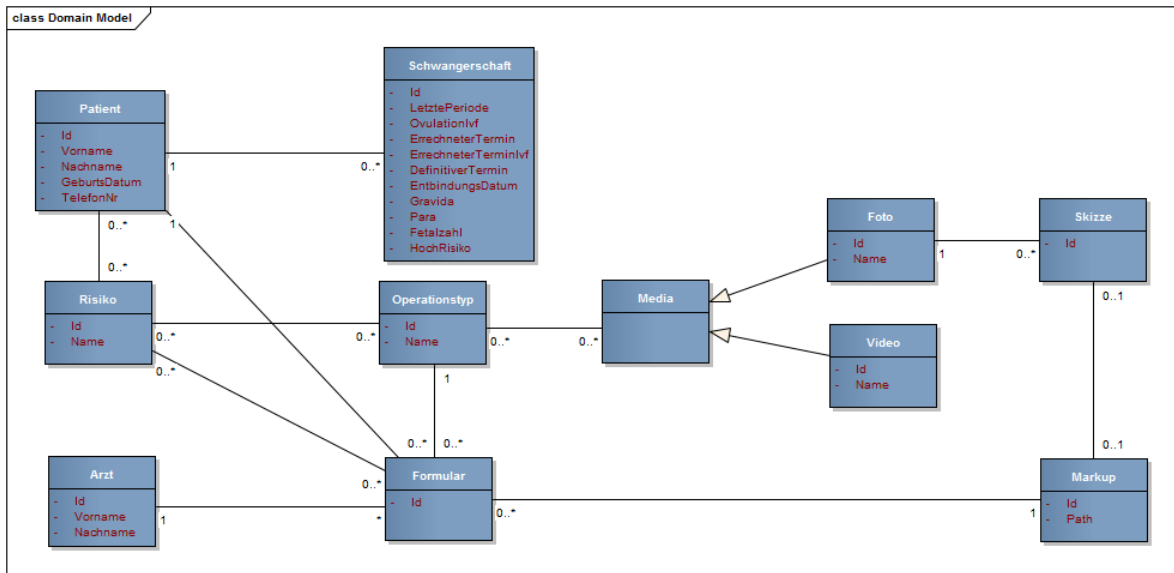 class Domain Model
Schwangerschaft
- Id
- LetztePeriode
- OvulationIvf
- ErrechneterTermin
- ErrechneterTerminIvf
- DefinitiverTermin
- EntbindungsDatum
- Gravida
- Para
- Fetalzahl
- HochRisiko
Patient
- Id
- Vorname
- Nachname
- GeburtsDatum
- TelefonNr
1
0..*
0..*
1
0..*
Foto
- Id
- Name
1
0..*
Skizze
- Id
0..1
Risiko
- Id
- Name
0..*
0..*
0..*
Operationstyp
- Id
- Name
0..*
0..*
1
Media
Video
- Id
- Name
0..*
0..*
0..*
0..1
Arzt
- Id
- Vorname
- Nachname
1
*
Formular
- Id
0..*
1
Markup
- Id
- Path